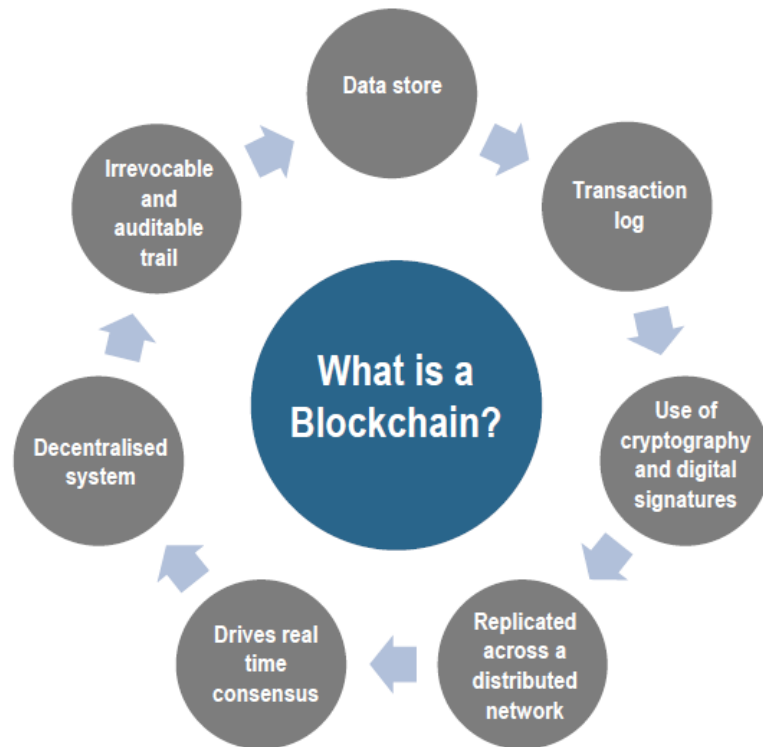 Data store
Transaction
log
Use of
cryptography
and digital
signatures
Replicated
across a
distributed
network
Drives real
time
consensus
Decentralised
system
Irrevocable
and
auditable
trail
What is a
Blockchain?